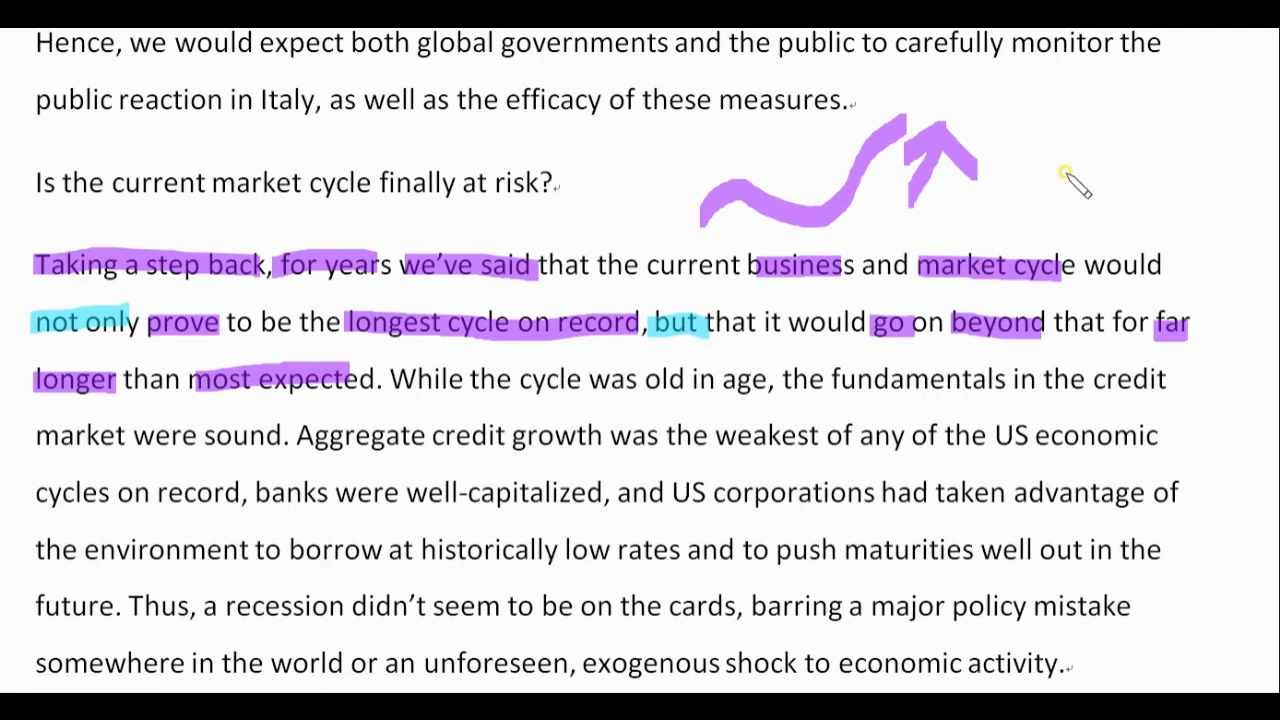 Hence, we would expect both global governments and the public to carefully monitor the
public reaction in Italy, as well as the efficacy of these measures.
Is the current market cycle finally at risk?
Taking a step back, for years we’ve said that the current business and market cycle would
not only prove to be the longest cycle on record, but that it would go on beyond that for far
longer than most expected. While the cycle was old in age, the fundamentals in the credit
market were sound. Aggregate credit growth was the weakest of any of the US economic
cycles on record, banks were well-capitalized, and US corporations had taken advantage of
the environment to borrow at historically low rates and to push maturities well out in the
future. Thus, a recession didn’t seem to be on the cards, barring a major policy mistake
somewhere in the world or an unforeseen, exogenous shock to economic activity.